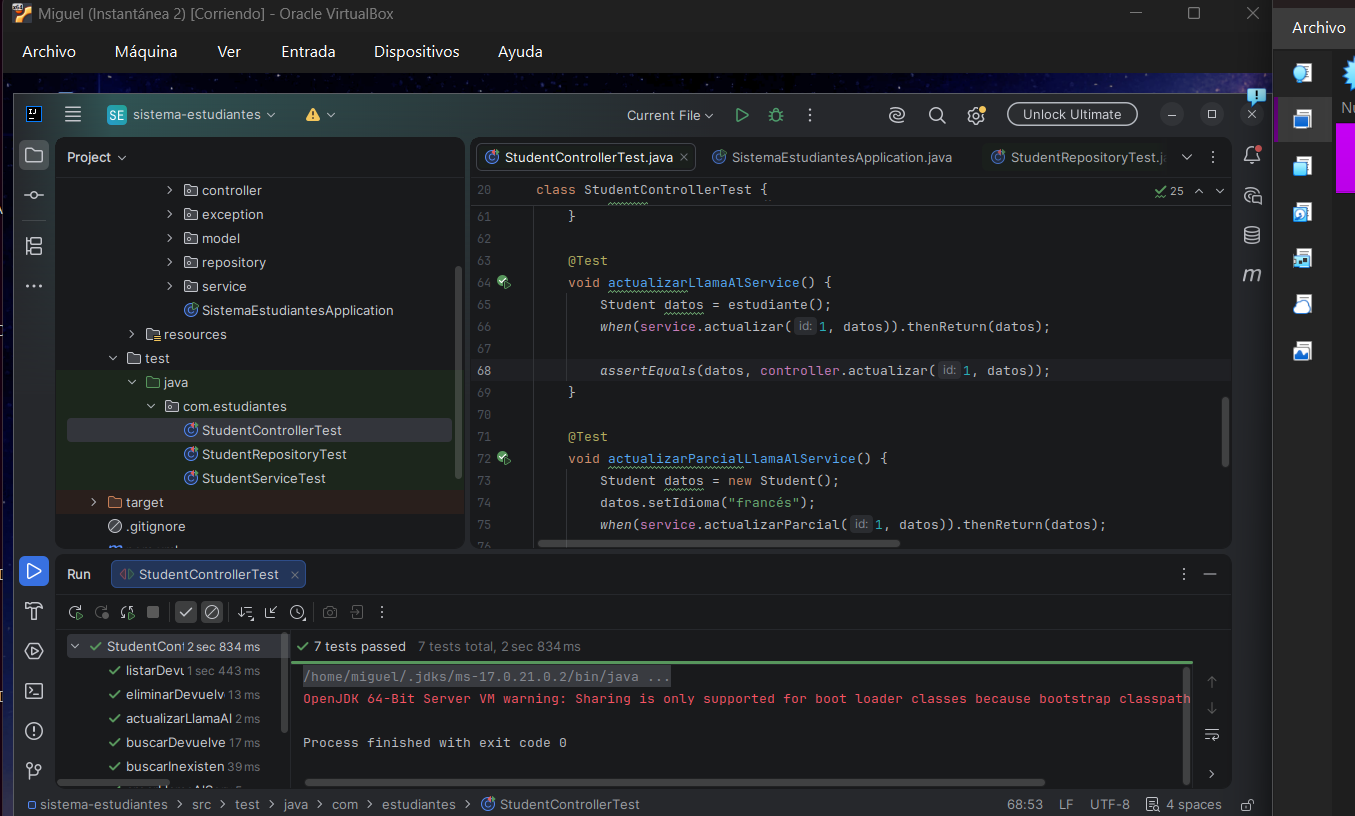 Miguel (Instantánea 2) [Corriendo] - Oracle VirtualBox
Archivo Máquina Ver Entrada Dispositivos Ayuda
Archivo
SE sistema-estudiantes
Current File
Unlock Ultimate
Project
controller
exception
model
repository
service
SistemaEstudiantesApplication
resources
test
java
com.estudiantes
StudentControllerTest
StudentRepositoryTest
StudentServiceTest
target
.gitignore
StudentControllerTest.java SistemaEstudiantesApplication.java StudentRepositoryTest.j
20 class StudentControllerTest {
25
61 }
62
63 @Test
64 void actualizarLlamaAlService() {
65 Student datos = estudiante();
66 when(service.actualizar( id: 1, datos)).thenReturn(datos);
67
68 assertEquals(datos, controller.actualizar( id: 1, datos));
69 }
70
71 @Test
72 void actualizarParcialLlamaAlService() {
73 Student datos = new Student();
74 datos.setIdioma("francés");
75 when(service.actualizarParcial( id: 1, datos)).thenReturn(datos);
76
Run StudentControllerTest
StudentCont 2 sec 834 ms
listarDevu 1 sec 443 ms
eliminarDevuelv 13 ms
actualizarLlamaAl 2 ms
buscarDevuelve 17 ms
buscarInexisten 39 ms
7 tests passed 7 tests total, 2 sec 834 ms
/home/miguel/.jdks/ms-17.0.21.0.2/bin/java ...
OpenJDK 64-Bit Server VM warning: Sharing is only supported for boot loader classes because bootstrap classpath
Process finished with exit code 0
sistema-estudiantes > src > test > java > com > estudiantes > StudentControllerTest
68:53 LF UTF-8 4 spaces